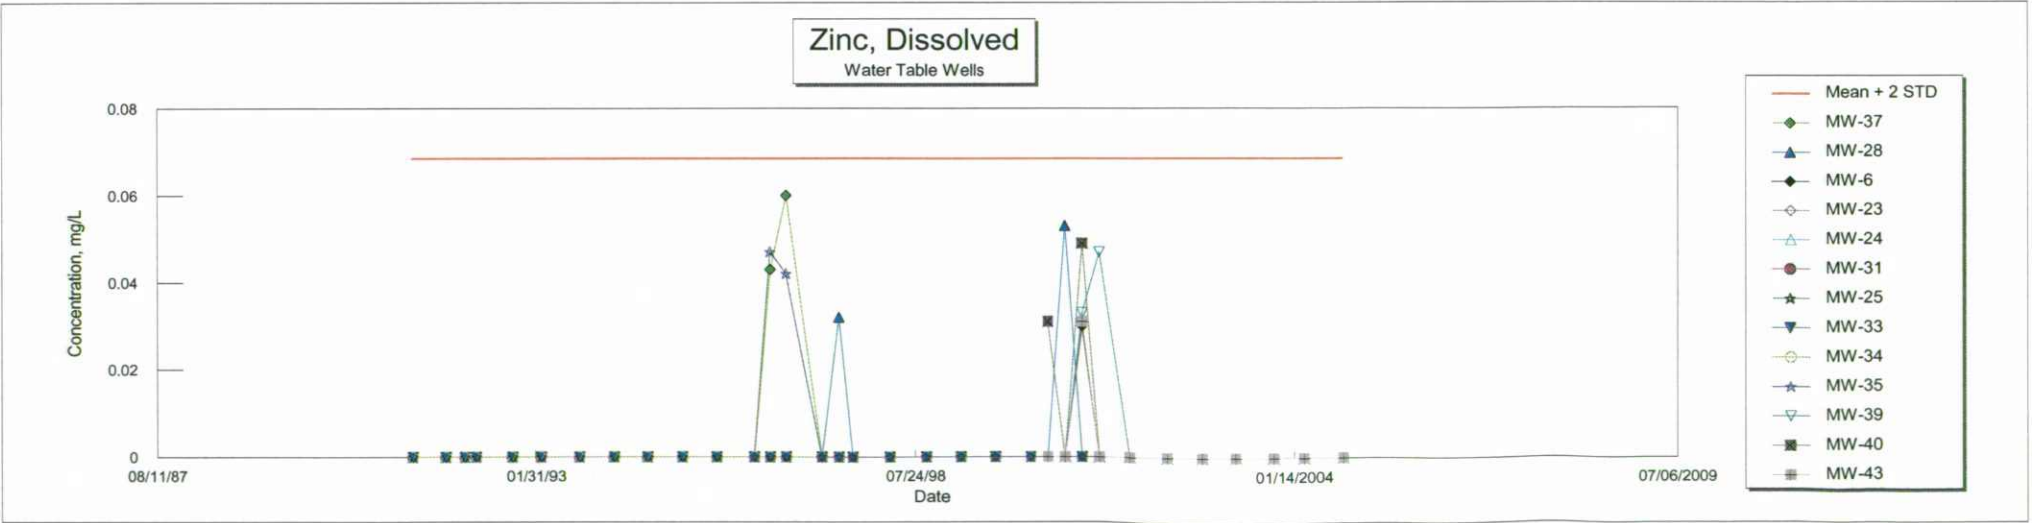 Zinc, Dissolved
Water Table Wells
Mean + 2 STD
MW-37
MW-28
MW-6
MW-23
MW-24
MW-31
MW-25
MW-33
MW-34
MW-35
MW-39
MW-40
MW-43
Concentration, mg/L
0.08
0.06
0.04
0.02
0
08/11/87
01/31/93
07/24/98
01/14/2004
07/06/2009
Date